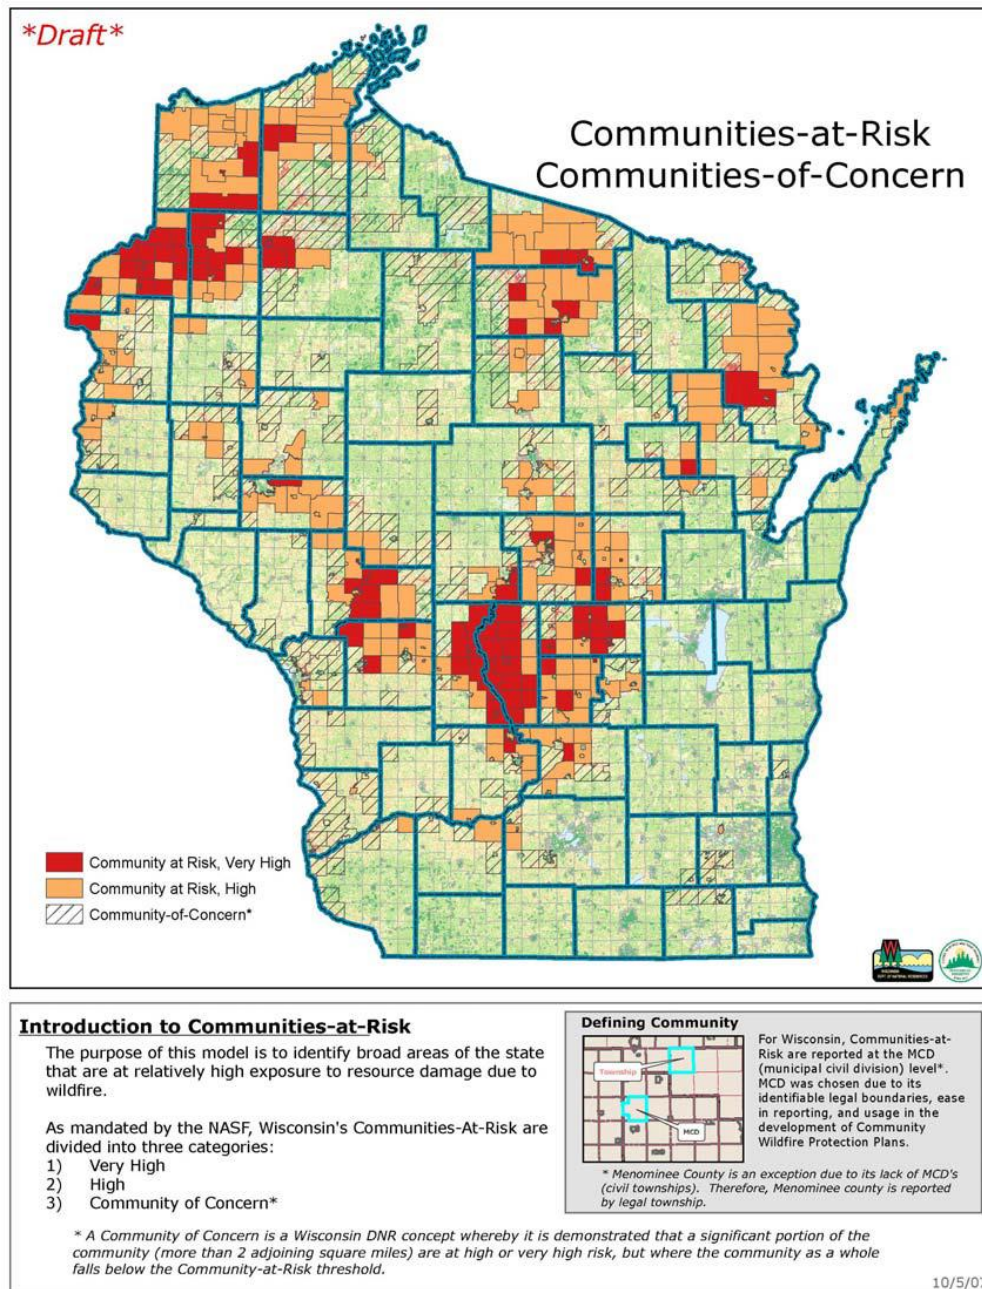 *Draft*
Communities-at-Risk
Communities-of-Concern
Community at Risk, Very High
Community at Risk, High
Community-of-Concern*
WISCONSIN
DEPT. OF NATURAL RESOURCES
Introduction to Communities-at-Risk
The purpose of this model is to identify broad areas of the state
that are at relatively high exposure to resource damage due to
wildfire.
As mandated by the NASF, Wisconsin's Communities-At-Risk are
divided into three categories:
1) Very High
2) High
3) Community of Concern*
Defining Community
Township
MCD
For Wisconsin, Communities-at-
Risk are reported at the MCD
(municipal civil division) level*.
MCD was chosen due to its
identifiable legal boundaries, ease
in reporting, and usage in the
development of Community
Wildfire Protection Plans.
* Menominee County is an exception due to its lack of MCD's
(civil townships). Therefore, Menominee county is reported
by legal township.
* A Community of Concern is a Wisconsin DNR concept whereby it is demonstrated that a significant portion of the
community (more than 2 adjoining square miles) are at high or very high risk, but where the community as a whole
falls below the Community-at-Risk threshold.
10/5/07